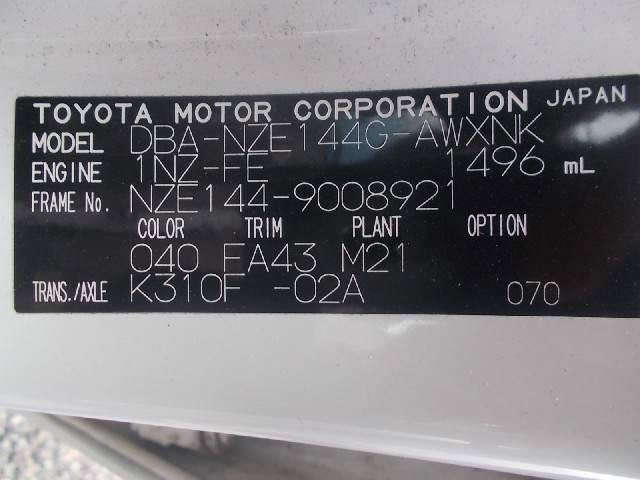 TOYOTA MOTOR CORPORATION JAPAN
MODEL DBA-NZE144G-AWXNK
ENGINE 1NZ-FE 1496 mL
FRAME No. NZE144-9008921
COLOR TRIM PLANT OPTION
040 FA43 M21
TRANS./AXLE K310F -02A 070